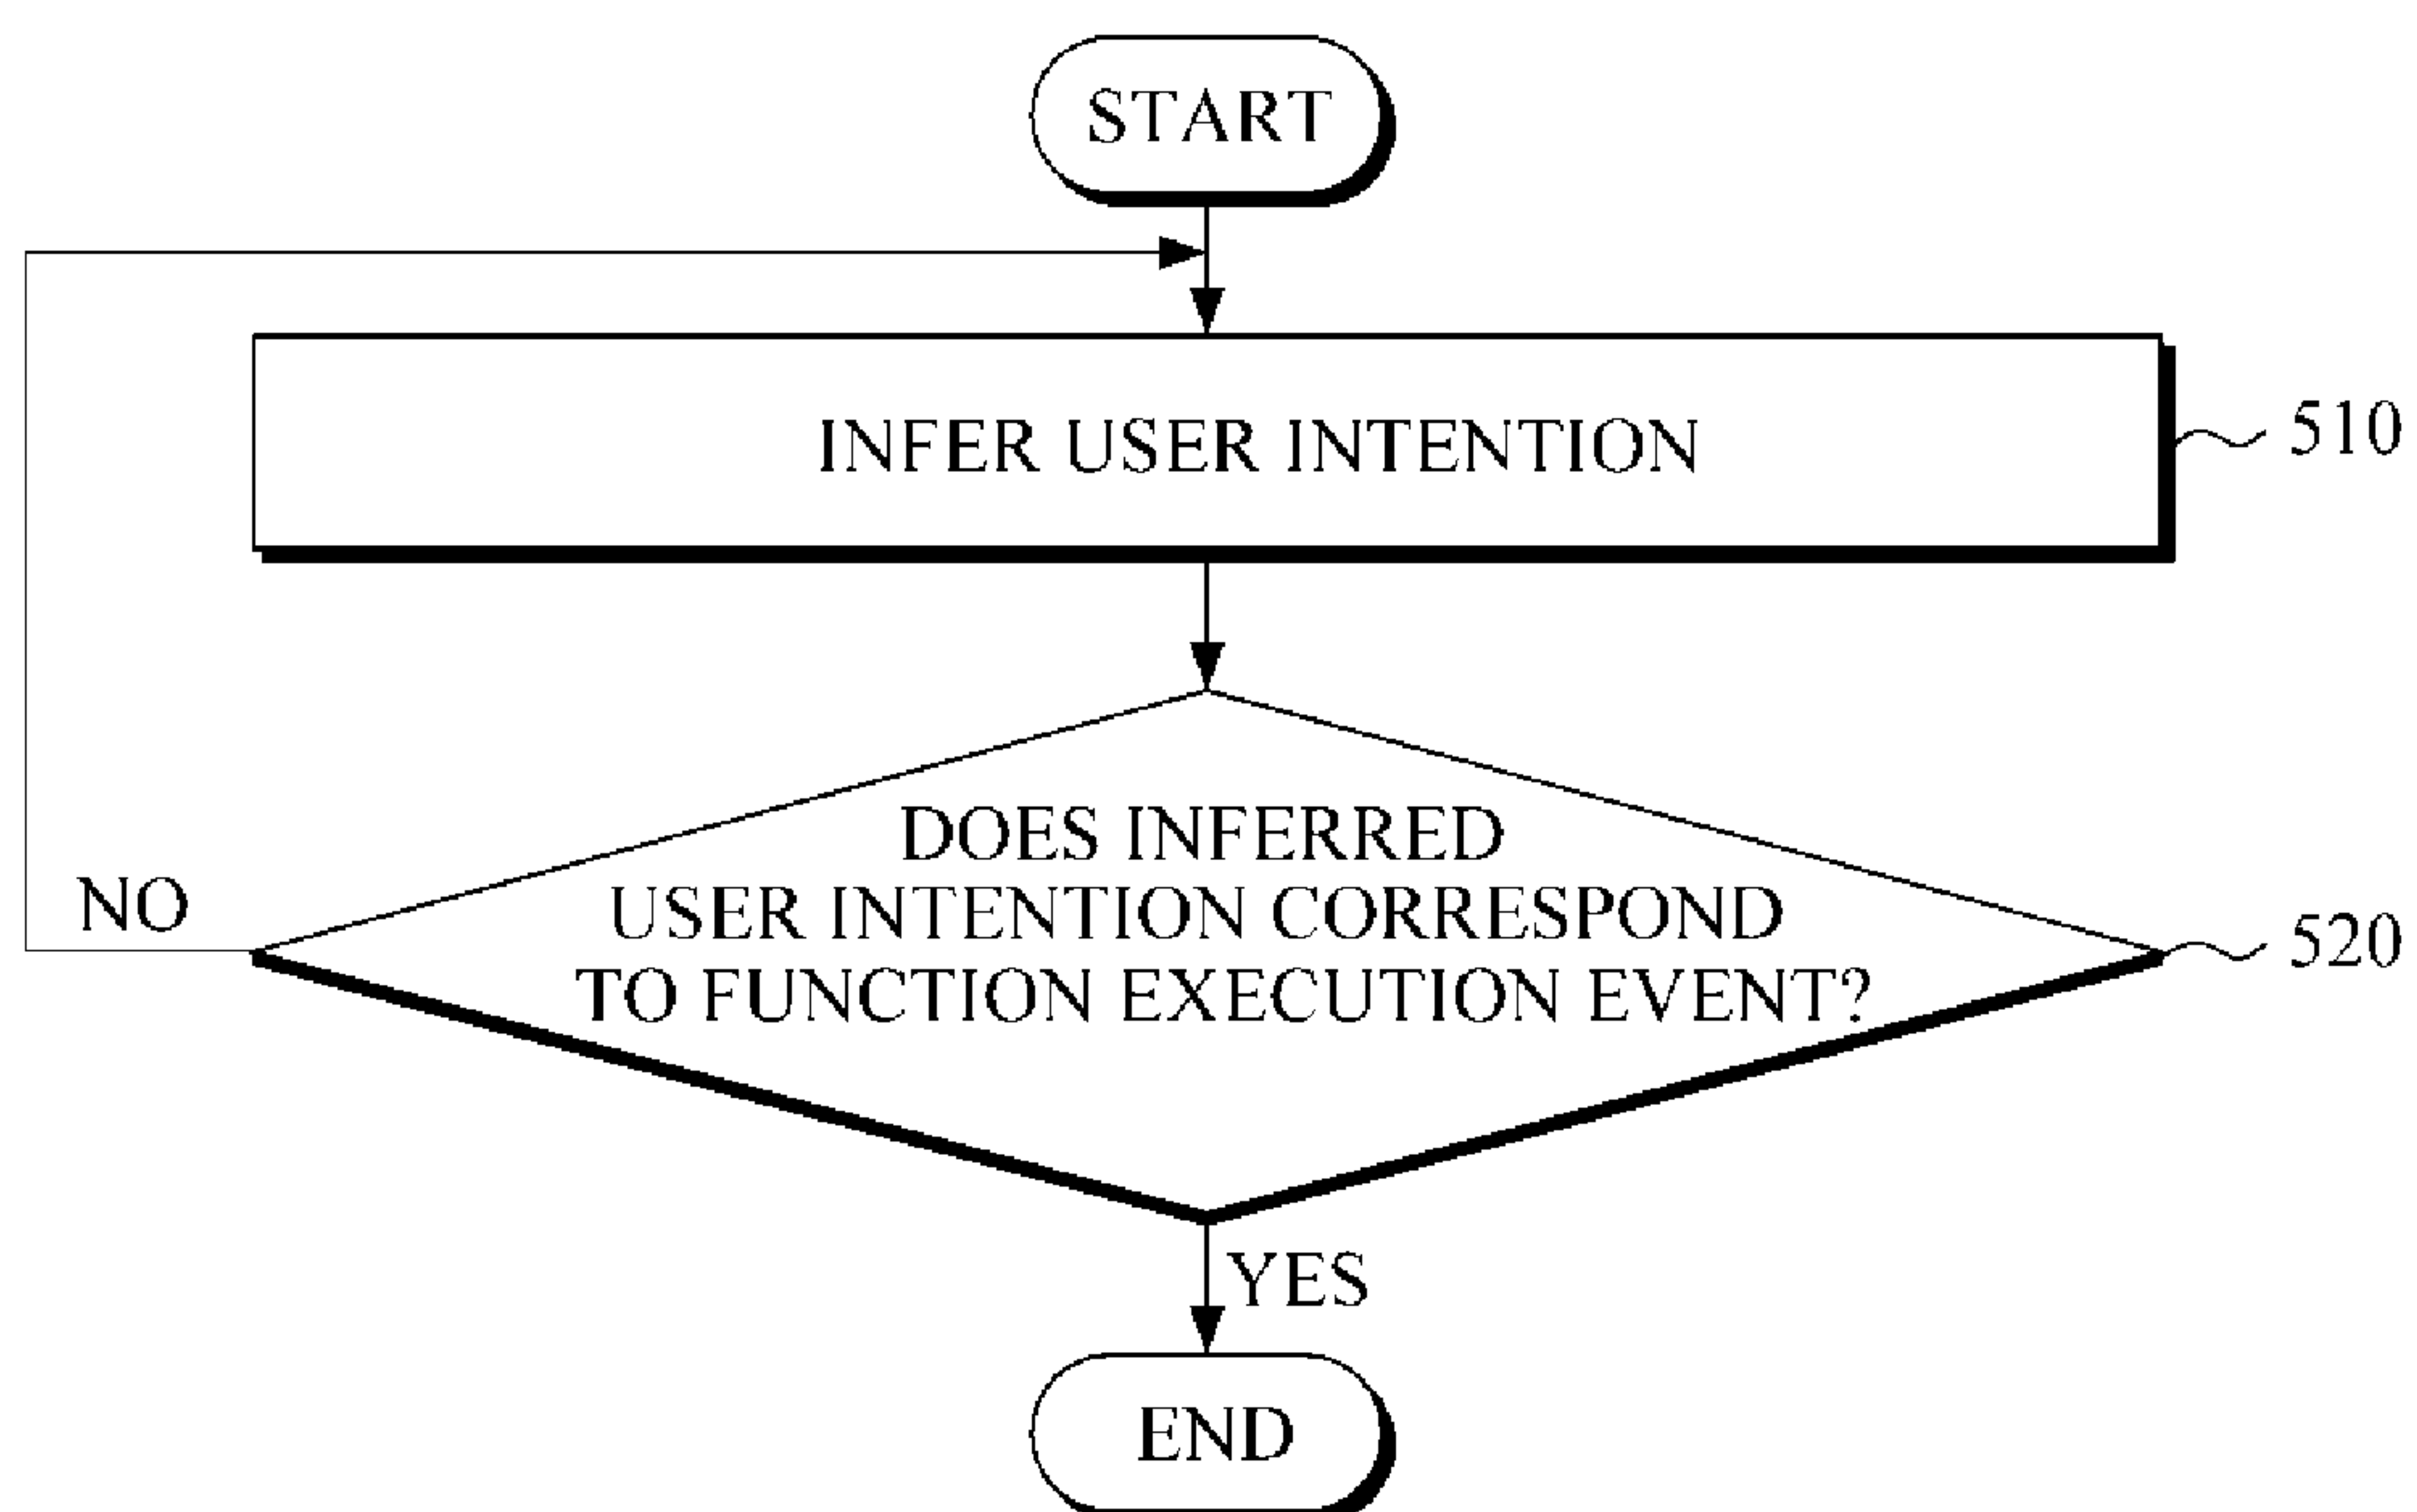 START
INFER USER INTENTION
510
DOES INFERRED
USER INTENTION CORRESPOND
TO FUNCTION EXECUTION EVENT?
NO
520
YES
END